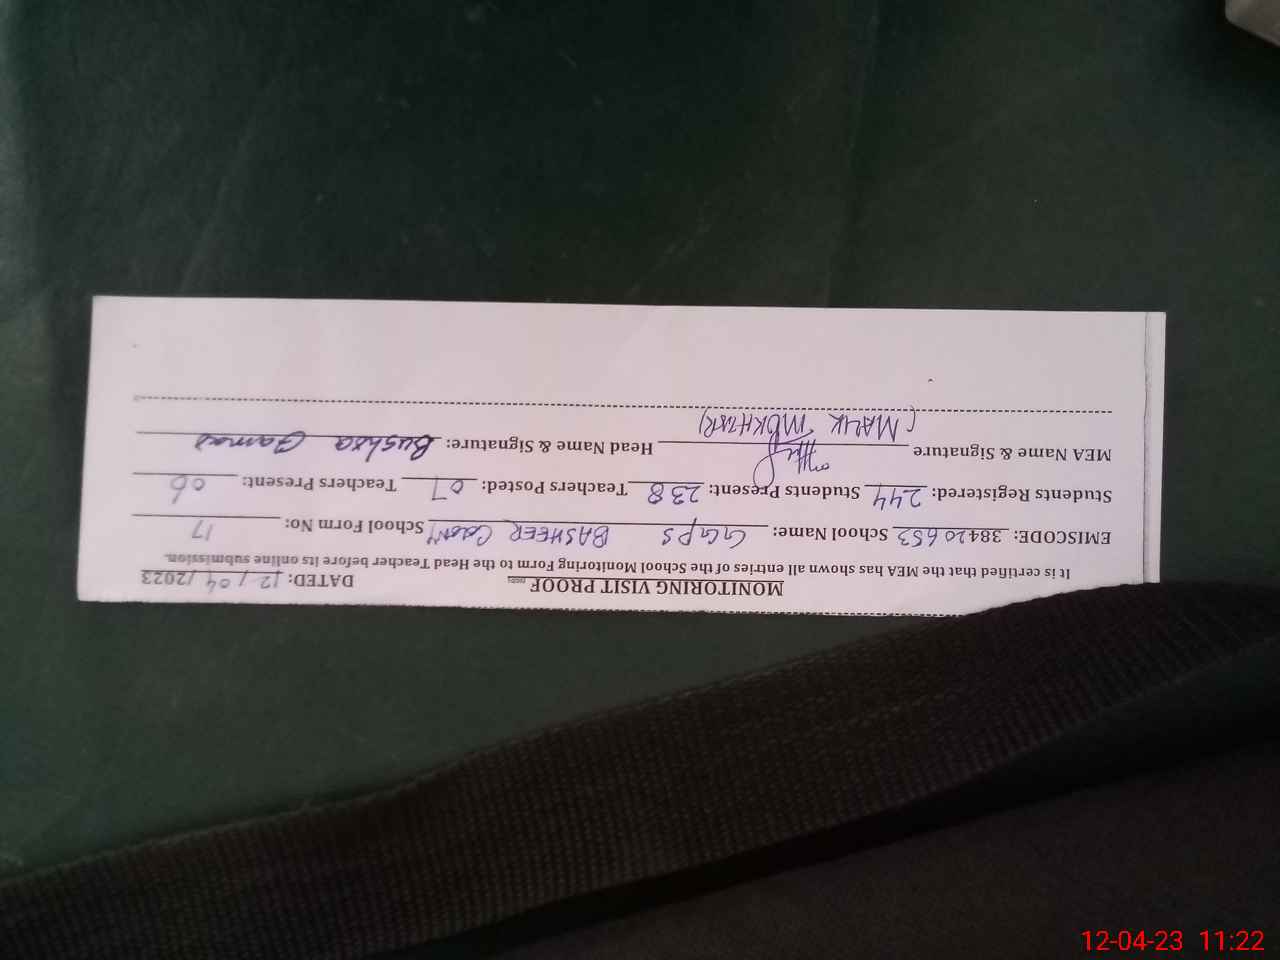 MONITORING VISIT PROOF
DATED: 12 / 04 / 2023
It is certified that the MEA has shown all entries of the School Monitoring Form to the Head Teacher before its online submission.
EMISCODE: 38420653 School Name: GGPS BASHEER Colony School Form No: 17
Students Registered: 244 Students Present: 238 Teachers Posted: 07 Teachers Present: 06
MEA Name & Signature Head Name & Signature: Bushra
(MALIK MUKHTAR)
12-04-23 11:22